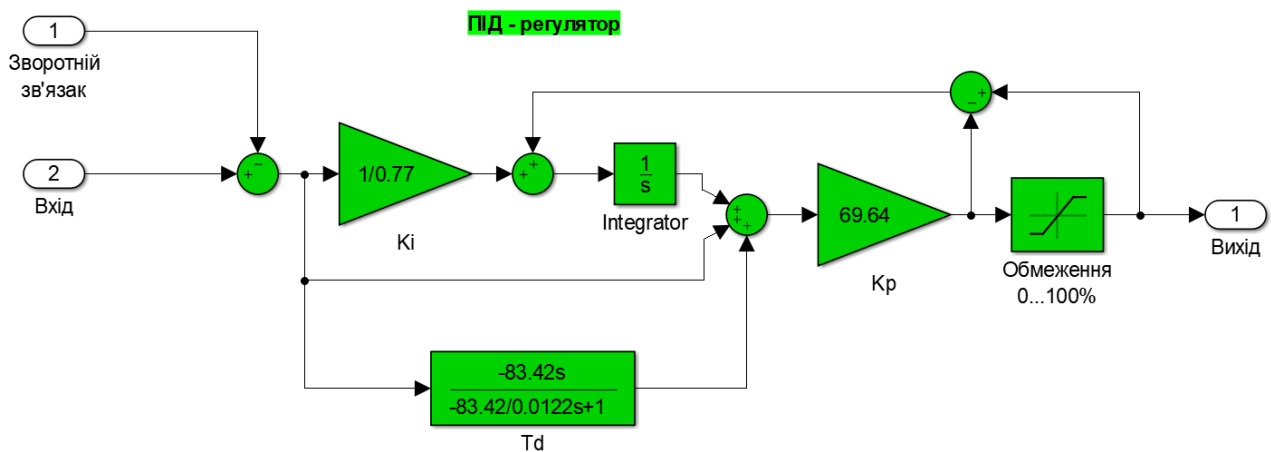 ПІД - регулятор
1
Зворотній
зв'язок
2
Вхід
+
−
1/0.77
Ki
+
+
1
s
Integrator
+
+
+
69.64
Kp
+
−
Обмеження
0...100%
1
Вихід
-83.42s
-83.42/0.0122s+1
Td